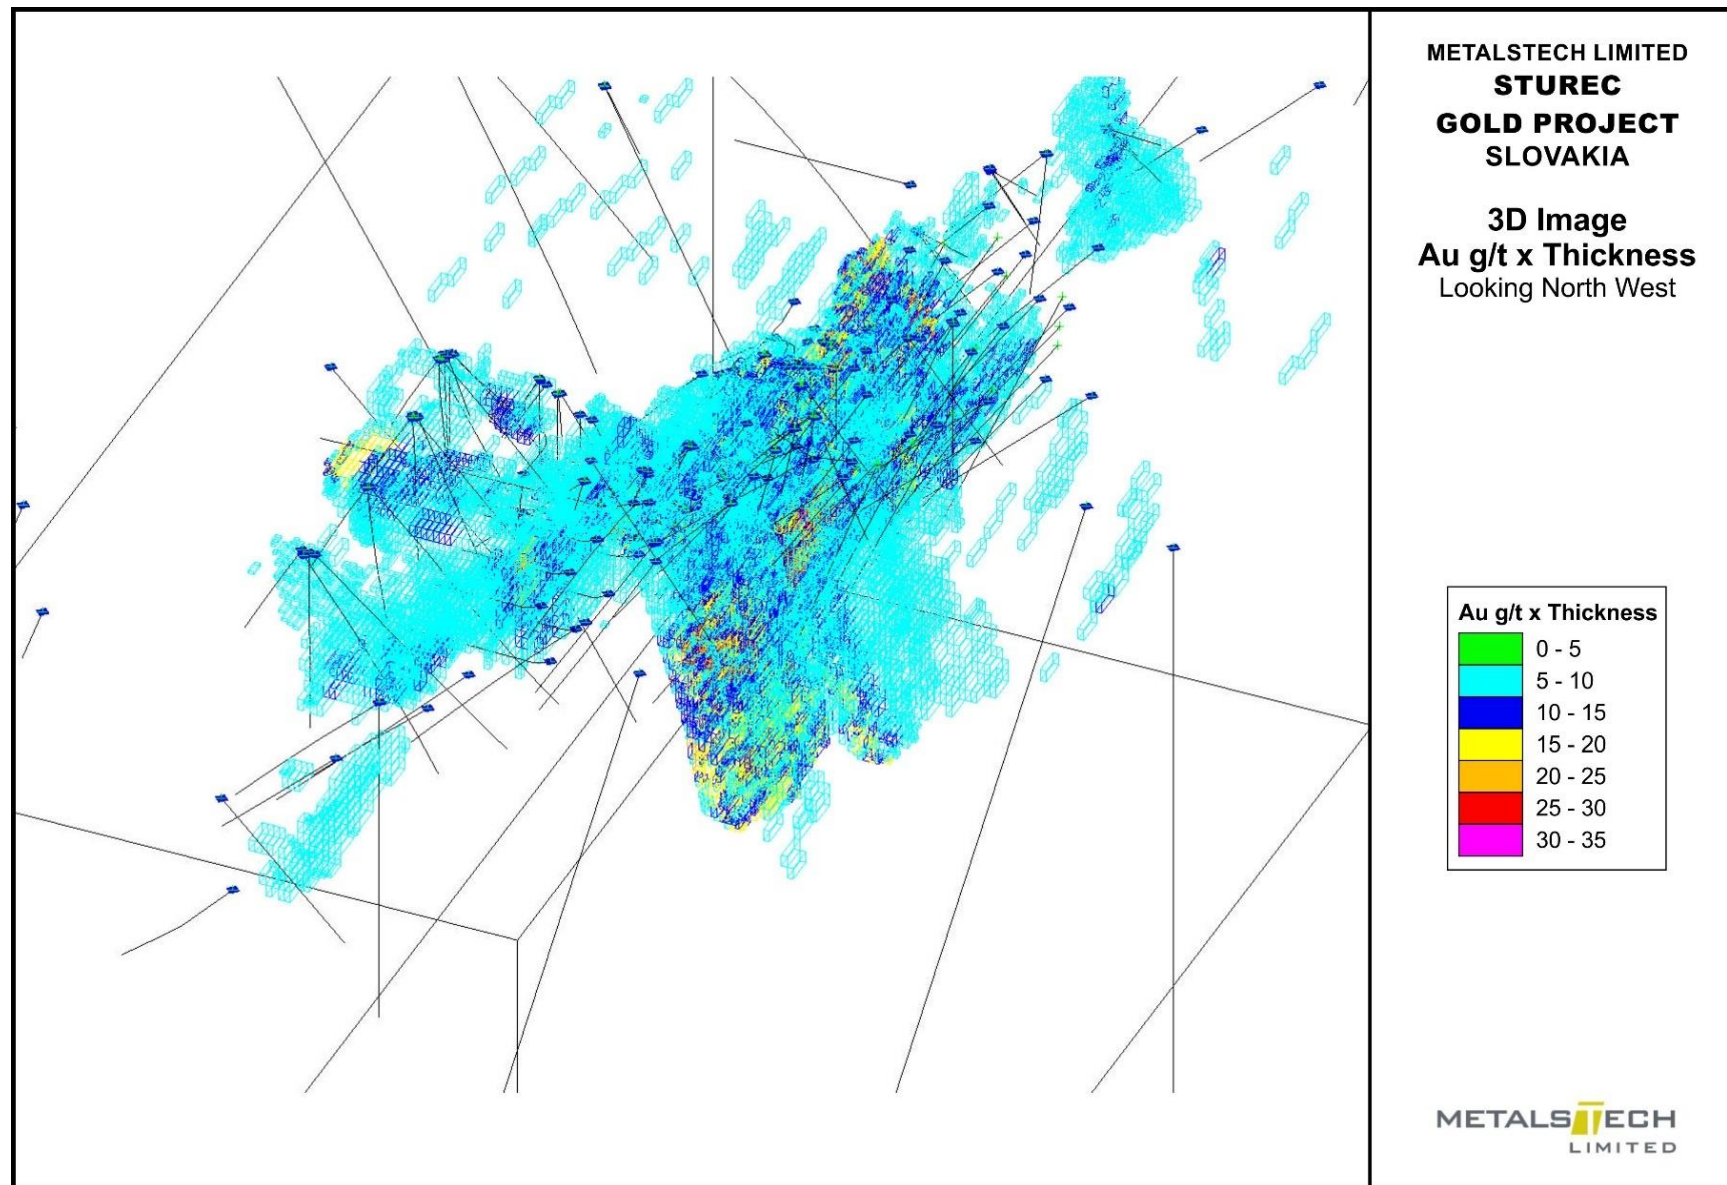 METALSTECH LIMITED
STUREC
GOLD PROJECT
SLOVAKIA
3D Image
Au g/t x Thickness
Looking North West
Au g/t x Thickness
0 - 5
5 - 10
10 - 15
15 - 20
20 - 25
25 - 30
30 - 35
METALSTECH
LIMITED